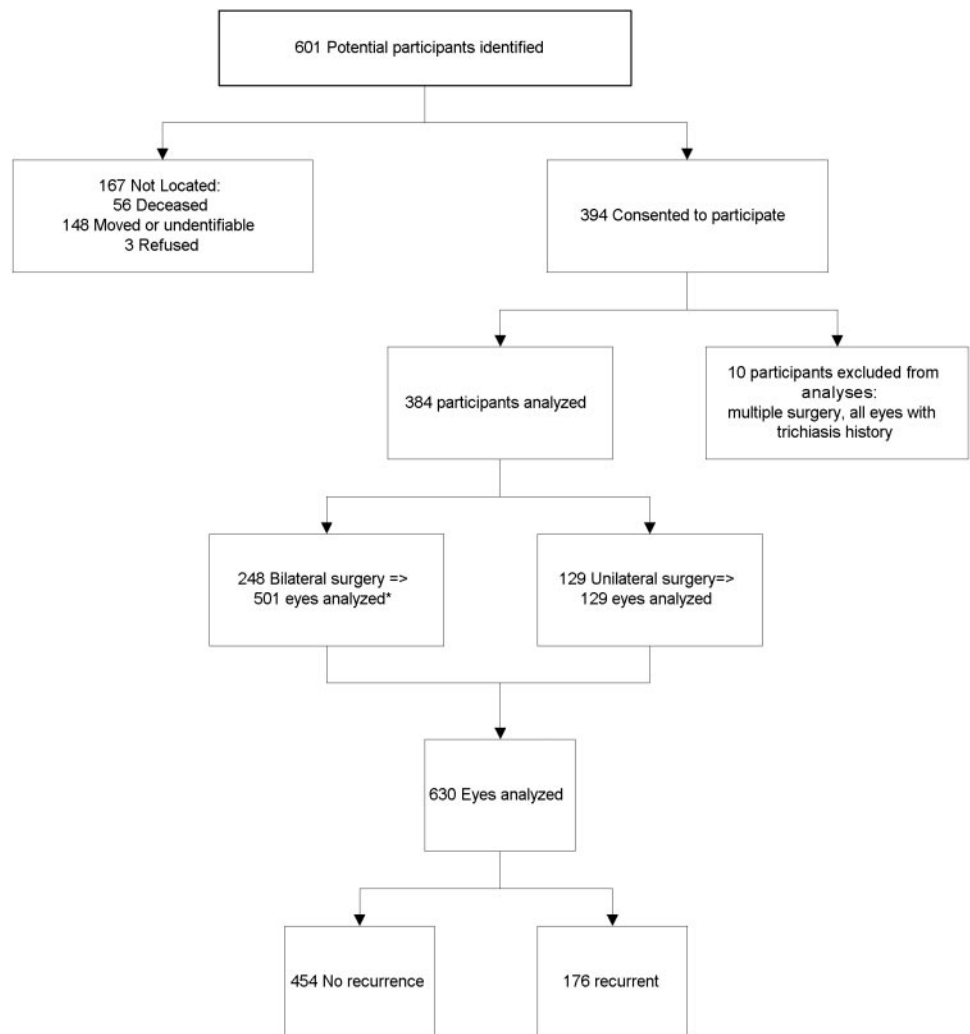 601 Potential participants identified
167 Not Located:
56 Deceased
148 Moved or undentifiable
3 Refused
394 Consented to participate
384 participants analyzed
10 participants excluded from
analyses:
multiple surgery, all eyes with
trichiasis history
248 Bilateral surgery =>
501 eyes analyzed*
129 Unilateral surgery=>
129 eyes analyzed
630 Eyes analyzed
454 No recurrence
176 recurrent